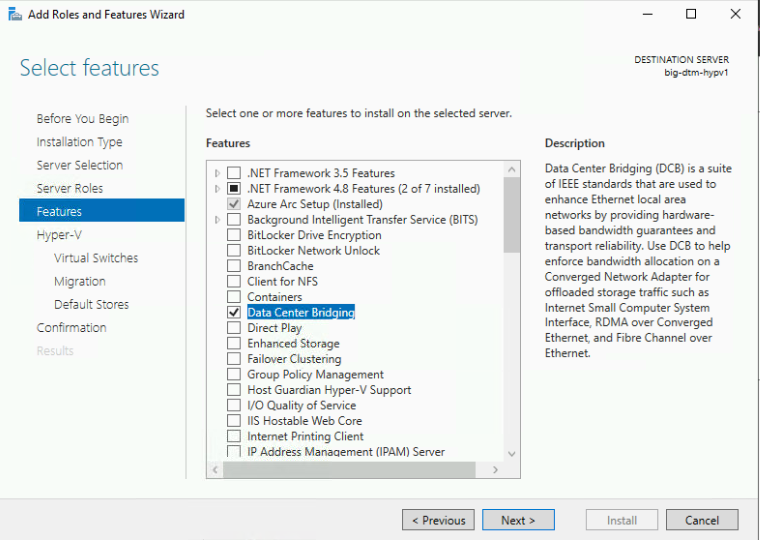 Add Roles and Features Wizard
Select features
DESTINATION SERVER
big-dtm-hypv1
Before You Begin
Installation Type
Server Selection
Server Roles
Features
Hyper-V
Virtual Switches
Migration
Default Stores
Confirmation
Results
Select one or more features to install on the selected server.
Features
.NET Framework 3.5 Features
.NET Framework 4.8 Features (2 of 7 installed)
Azure Arc Setup (Installed)
Background Intelligent Transfer Service (BITS)
BitLocker Drive Encryption
BitLocker Network Unlock
BranchCache
Client for NFS
Containers
Data Center Bridging
Direct Play
Enhanced Storage
Failover Clustering
Group Policy Management
Host Guardian Hyper-V Support
I/O Quality of Service
IIS Hostable Web Core
Internet Printing Client
IP Address Management (IPAM) Server
Description
Data Center Bridging (DCB) is a suite
of IEEE standards that are used to
enhance Ethernet local area
networks by providing hardware-
based bandwidth guarantees and
transport reliability. Use DCB to help
enforce bandwidth allocation on a
Converged Network Adapter for
offloaded storage traffic such as
Internet Small Computer System
Interface, RDMA over Converged
Ethernet, and Fibre Channel over
Ethernet.
< Previous
Next >
Install
Cancel